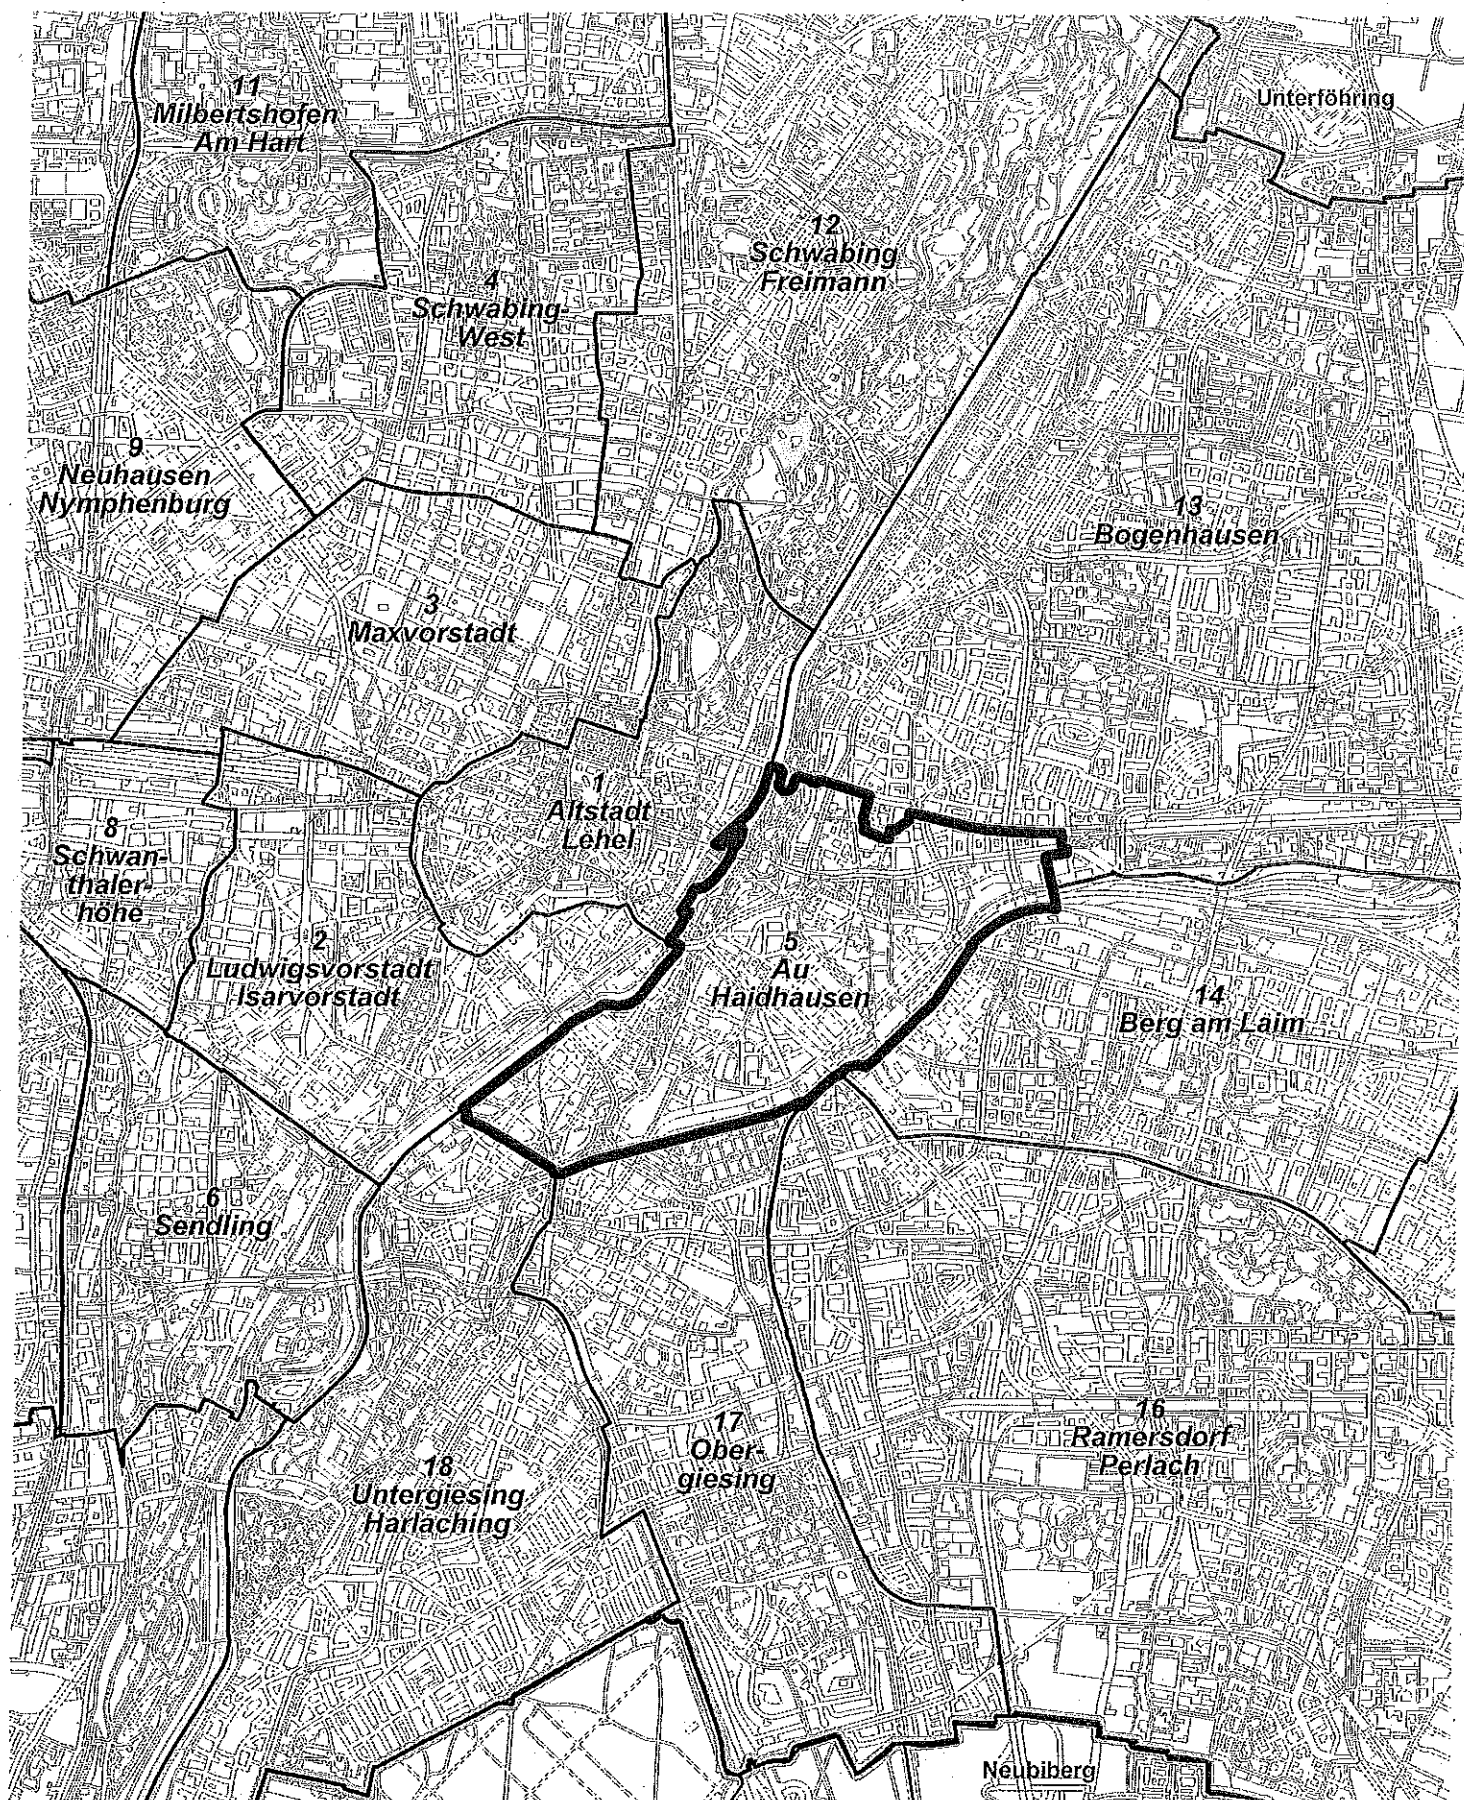 11
Milbertshofen
Am Hart
Unterföhring
12
Schwabing
Freimann
4
Schwabing-
West
9
Neuhausen
Nymphenburg
13
Bogenhausen
3
Maxvorstadt
1
Altstadt
Lehel
8
Schwan-
thaler-
höhe
2
Ludwigsvorstadt
Isarvorstadt
5
Au
Haidhausen
14
Berg am Laim
6
Sendling
16
Ramersdorf
Perlach
17
Ober-
giesing
18
Untergiesing
Harlaching
Neubiberg